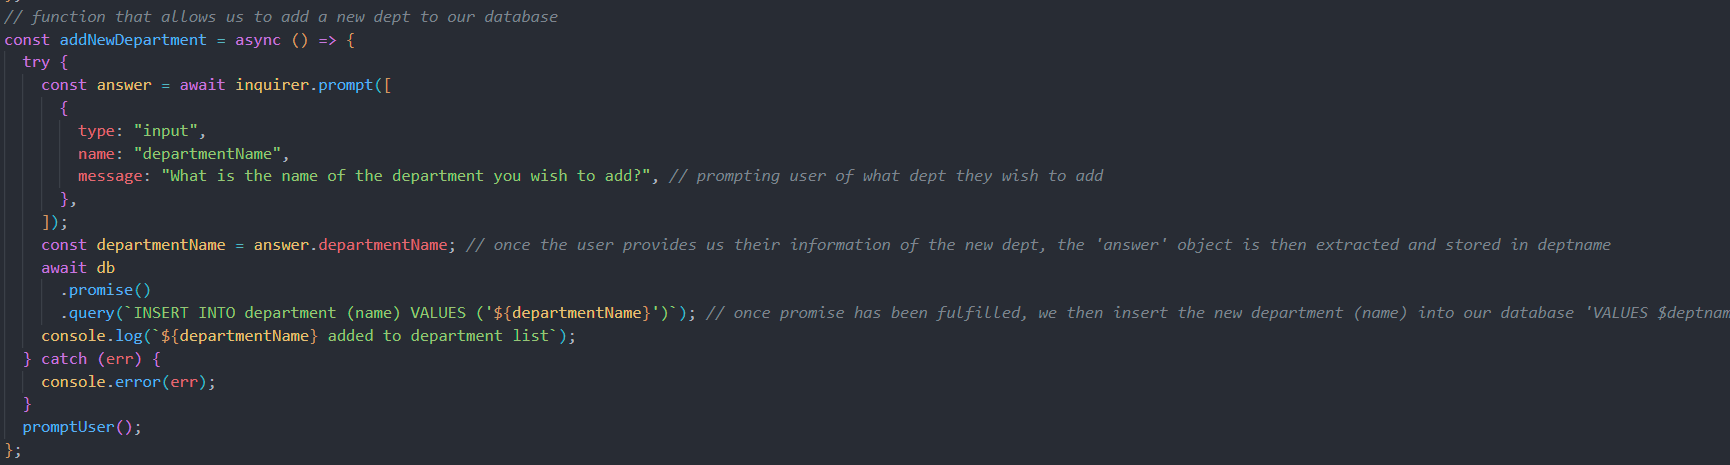 // function that allows us to add a new dept to our database
const addNewDepartment = async () => {
try {
const answer = await inquirer.prompt([
{
type: "input",
name: "departmentName",
message: "What is the name of the department you wish to add?", // prompting user of what dept they wish to add
},
]);
const departmentName = answer.departmentName; // once the user provides us their information of the new dept, the 'answer' object is then extracted and stored in deptname
await db
.promise()
.query(`INSERT INTO department (name) VALUES ('${departmentName}')`); // once promise has been fulfilled, we then insert the new department (name) into our database 'VALUES $deptnam
console.log(`${departmentName} added to department list`);
} catch (err) {
console.error(err);
}
promptUser();
};